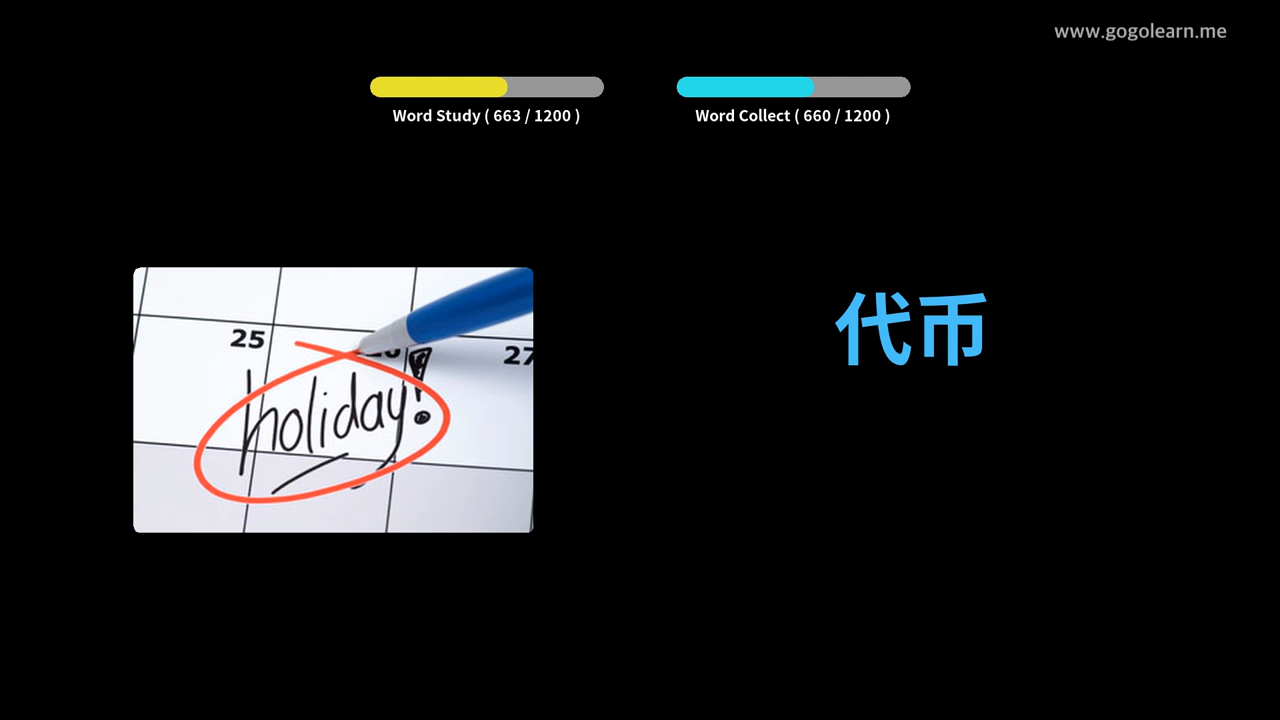 www.gogolearn.me
Word Study ( 663 / 1200 )
Word Collect ( 660 / 1200 )
代币
25
27
holiday!